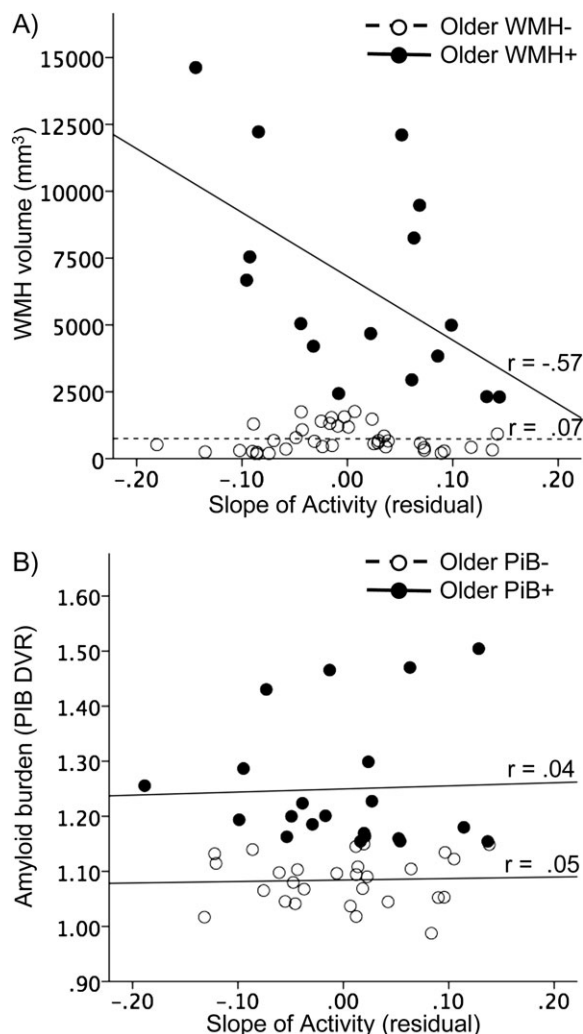 A)
Older WMH-
Older WMH+
15000
12500
10000
7500
5000
2500
0
WMH volume (mm³)
r = -.57
r = .07
-.20 -.10 .00 .10 .20
Slope of Activity (residual)
B)
Older PiB-
Older PiB+
1.60
1.50
1.40
1.30
1.20
1.10
1.00
.90
Amyloid burden (PIB DVR)
r = .04
r = .05
-.20 -.10 .00 .10 .20
Slope of Activity (residual)